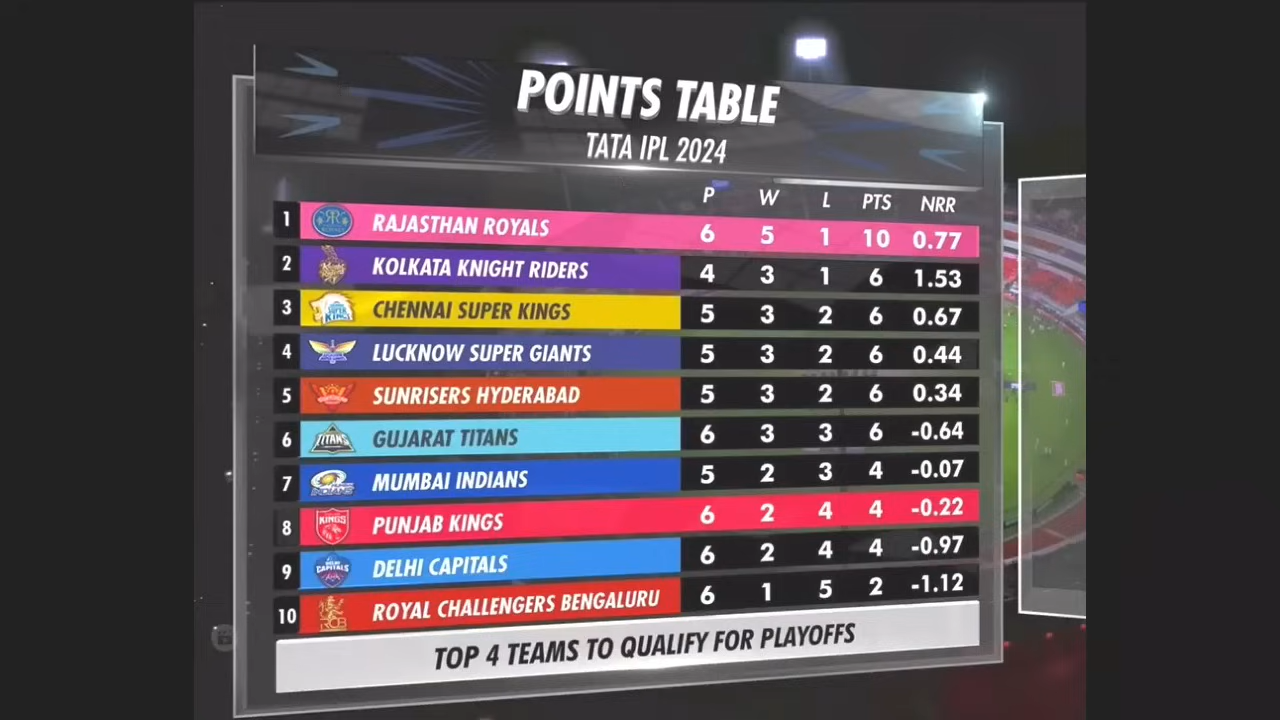 POINTS TABLE
TATA IPL 2024
P W L PTS NRR
1 RAJASTHAN ROYALS 6 5 1 10 0.77
2 KOLKATA KNIGHT RIDERS 4 3 1 6 1.53
3 CHENNAI SUPER KINGS 5 3 2 6 0.67
4 LUCKNOW SUPER GIANTS 5 3 2 6 0.44
5 SUNRISERS HYDERABAD 5 3 2 6 0.34
6 TITANS GUJARAT TITANS 6 3 3 6 -0.64
7 INDIANS MUMBAI INDIANS 5 2 3 4 -0.07
8 KINGS PUNJAB KINGS 6 2 4 4 -0.22
9 CAPITALS DELHI CAPITALS 6 2 4 4 -0.97
10 RCB ROYAL CHALLENGERS BENGALURU 6 1 5 2 -1.12
TOP 4 TEAMS TO QUALIFY FOR PLAYOFFS